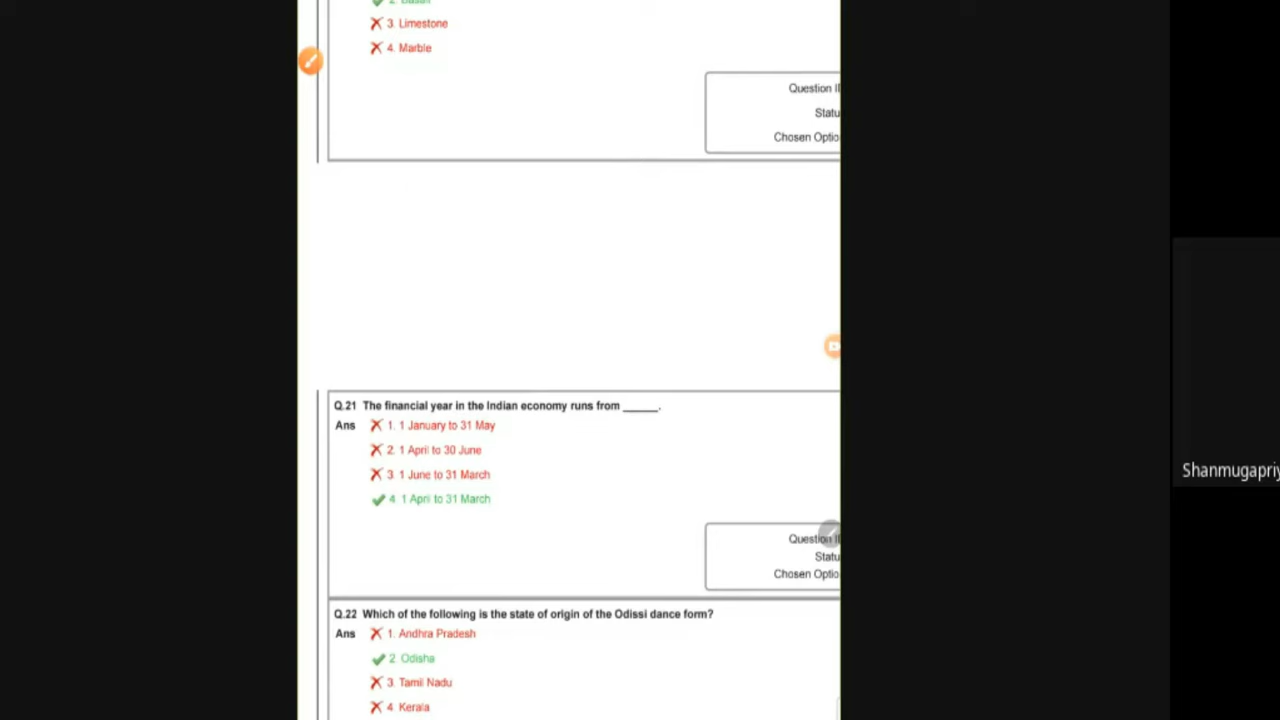 3. Limestone
4. Marble
Question I
Statu
Chosen Optio
Q.21 The financial year in the Indian economy runs from ______.
Ans 1. 1 January to 31 May
2. 1 April to 30 June
3. 1 June to 31 March
4. 1 April to 31 March
Question I
Statu
Chosen Optio
Q.22 Which of the following is the state of origin of the Odissi dance form?
Ans 1. Andhra Pradesh
2. Odisha
3. Tamil Nadu
4. Kerala
Shanmugapriy